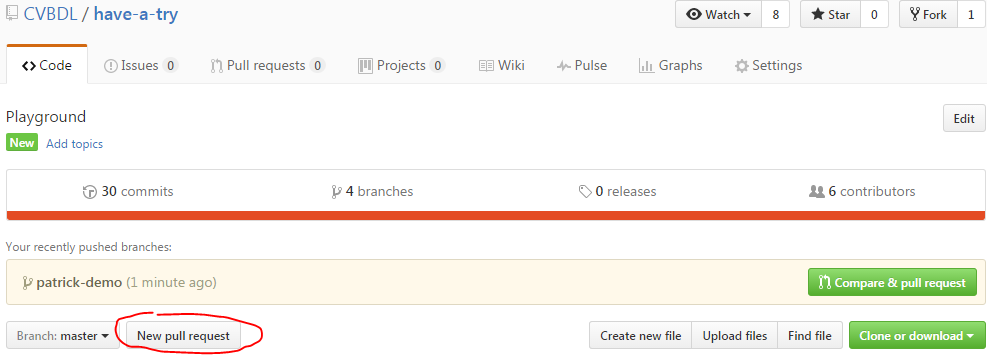 CVBDL / have-a-try Watch 8 Star 0 Fork 1
Code Issues 0 Pull requests 0 Projects 0 Wiki Pulse Graphs Settings
Playground Edit
New Add topics
30 commits 4 branches 0 releases 6 contributors
Your recently pushed branches:
patrick-demo (1 minute ago) Compare & pull request
Branch: master New pull request Create new file Upload files Find file Clone or download